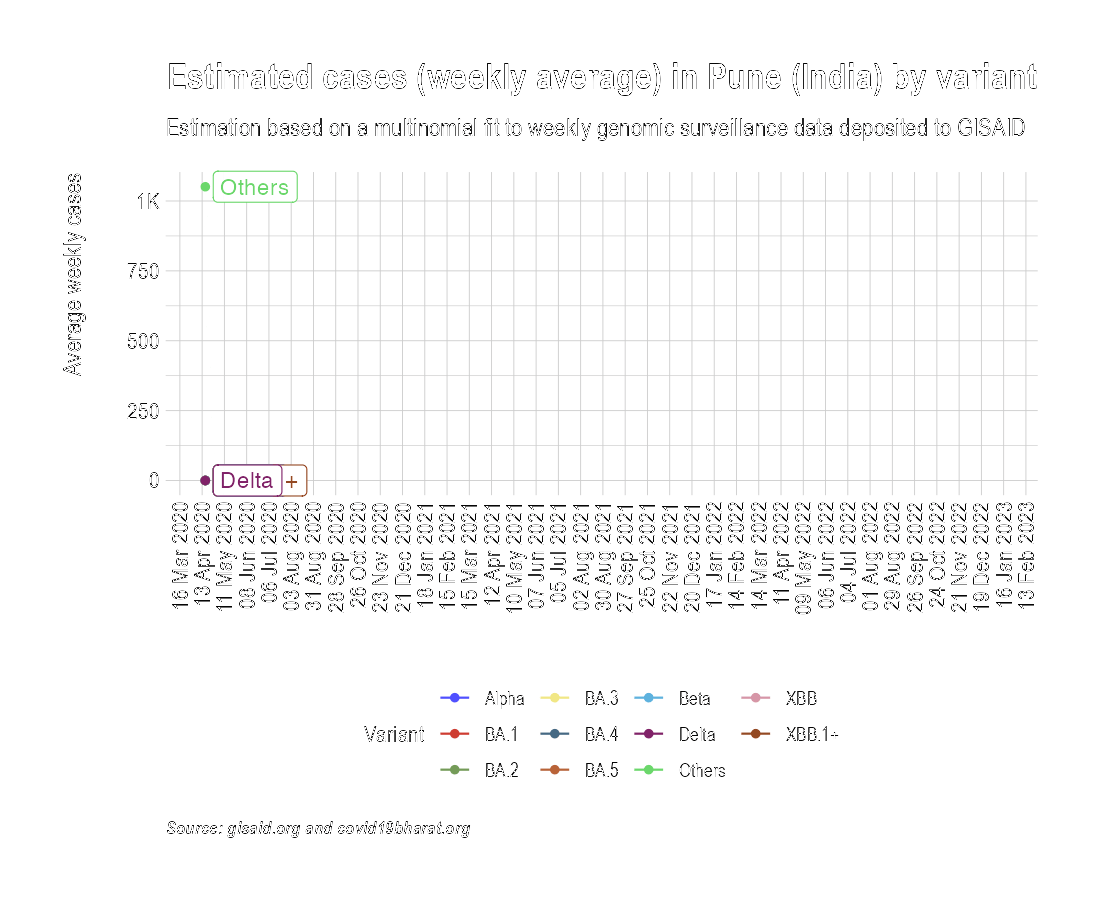 Estimated cases (weekly average) in Pune (India) by variant
Estimation based on a multinomial fit to weekly genomic surveillance data deposited to GISAID
Average weekly cases
1K
750
500
250
0
Others
Delta
+
16 Mar 2020
13 Apr 2020
11 May 2020
08 Jun 2020
06 Jul 2020
03 Aug 2020
31 Aug 2020
28 Sep 2020
26 Oct 2020
23 Nov 2020
21 Dec 2020
18 Jan 2021
15 Feb 2021
15 Mar 2021
12 Apr 2021
10 May 2021
07 Jun 2021
05 Jul 2021
02 Aug 2021
30 Aug 2021
27 Sep 2021
25 Oct 2021
22 Nov 2021
20 Dec 2021
17 Jan 2022
14 Feb 2022
14 Mar 2022
11 Apr 2022
09 May 2022
06 Jun 2022
04 Jul 2022
01 Aug 2022
29 Aug 2022
26 Sep 2022
24 Oct 2022
21 Nov 2022
19 Dec 2022
16 Jan 2023
13 Feb 2023
Variant
Alpha
BA.1
BA.2
BA.3
BA.4
BA.5
Beta
Delta
Others
XBB
XBB.1+
Source: gisaid.org and covid19bharat.org